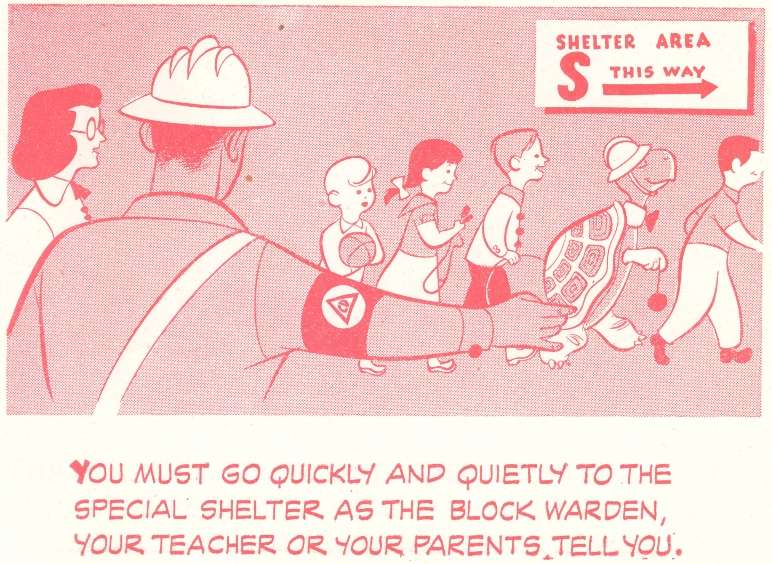 SHELTER AREA
S THIS WAY
YOU MUST GO QUICKLY AND QUIETLY TO THE
SPECIAL SHELTER AS THE BLOCK WARDEN,
YOUR TEACHER OR YOUR PARENTS TELL YOU.